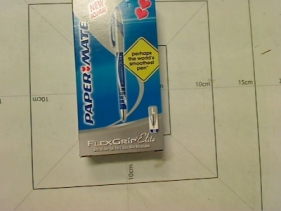 NEW
PAPER MATE
perhaps
the world's
smoothest
pen*
FLEXGRIP Elite
10cm
15cm
10cm
10cm